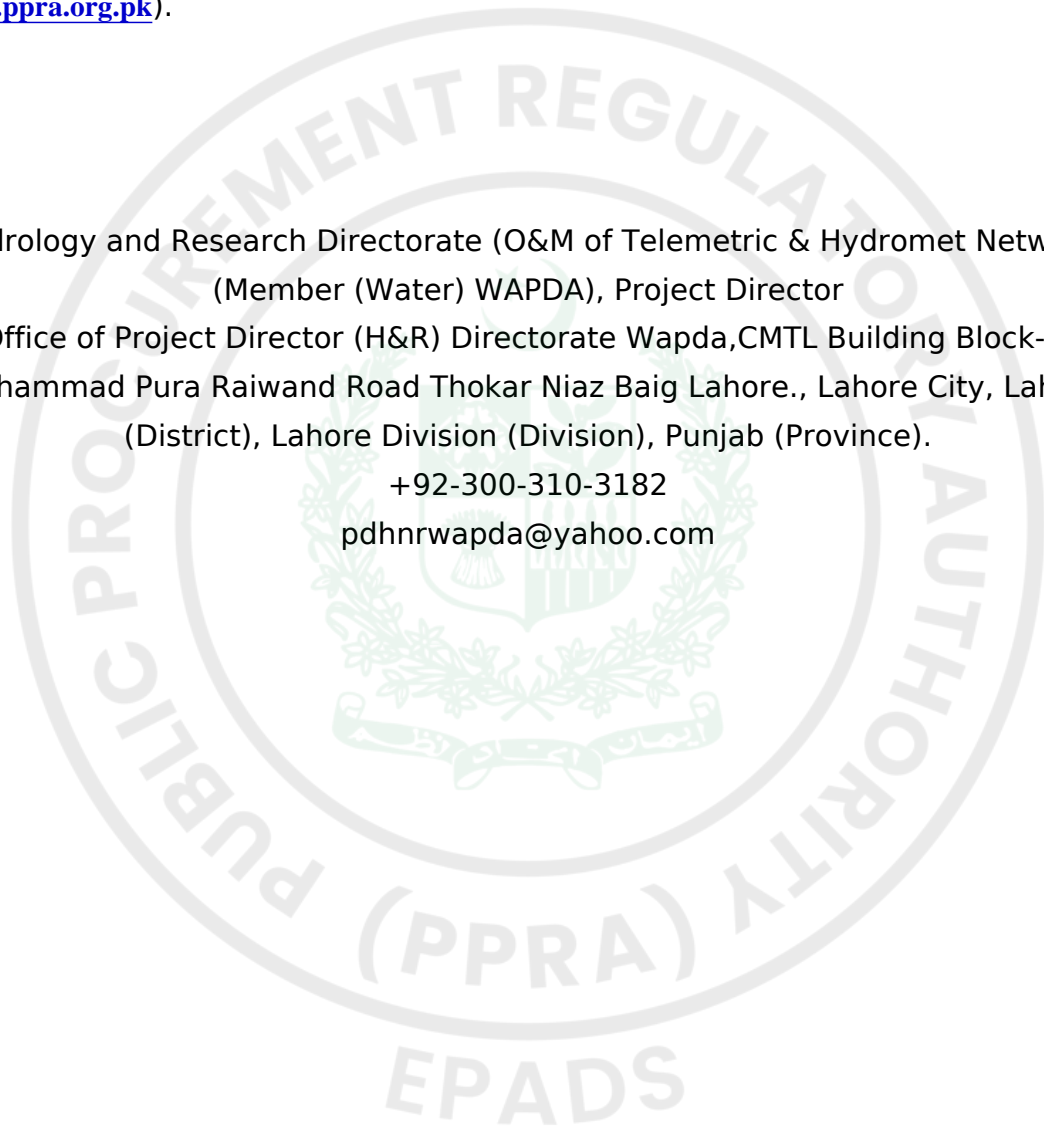 .ppra.org.pk).
drology and Research Directorate (O&M of Telemetric & Hydromet Netw
(Member (Water) WAPDA), Project Director
Office of Project Director (H&R) Directorate Wapda,CMTL Building Block-
hammad Pura Raiwand Road Thokar Niaz Baig Lahore., Lahore City, Lah
(District), Lahore Division (Division), Punjab (Province).
+92-300-310-3182
pdhnrwapda@yahoo.com
PUBLIC PROCUREMENT REGULATORY AUTHORITY
(PPRA)
EPADS